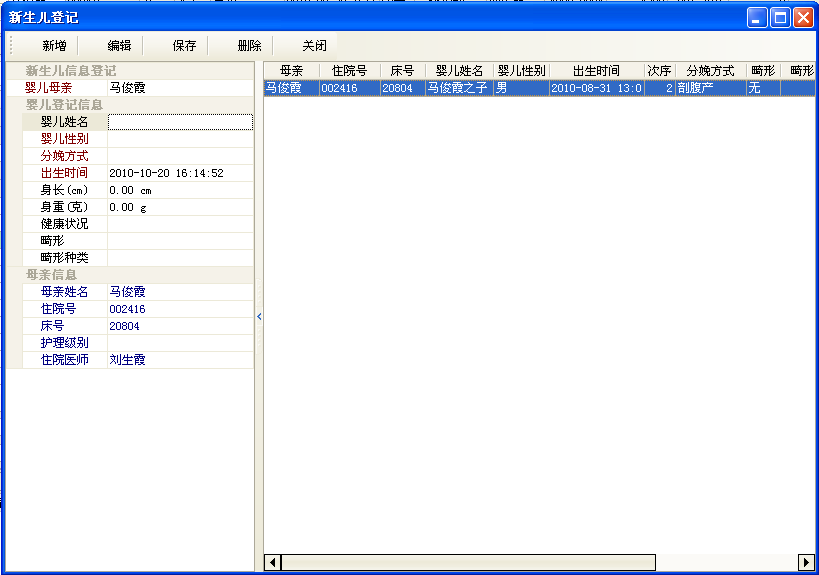 新生儿登记
新增 编辑 保存 删除 关闭
新生儿信息登记
婴儿母亲 马俊霞
婴儿登记信息
婴儿姓名
婴儿性别
分娩方式
出生时间 2010-10-20 16:14:52
身长(cm) 0.00 cm
身重(克) 0.00 g
健康状况
畸形
畸形种类
母亲信息
母亲姓名 马俊霞
住院号 002416
床号 20804
护理级别
住院医师 刘生霞
母亲 住院号 床号 婴儿姓名 婴儿性别 出生时间 次序 分娩方式 畸形 畸形
马俊霞 002416 20804 马俊霞之子 男 2010-08-31 13:0 2 剖腹产 无